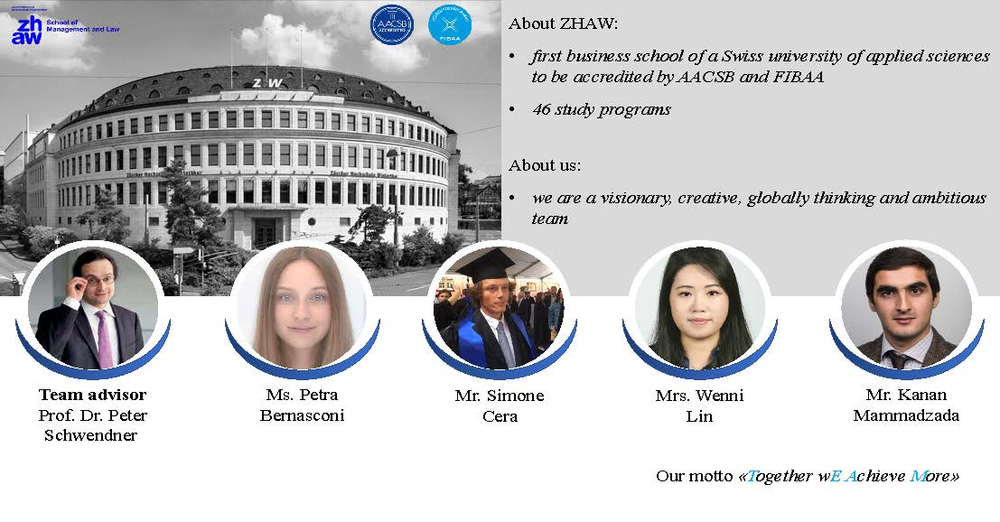 zh
aw
School of
Management and Law
AACSB
ACCREDITED
FIBAA
z w
Zürcher Hochschule Winterthur
Zürcher Hochschule Winterthur
About ZHAW:
• first business school of a Swiss university of applied sciences
to be accredited by AACSB and FIBAA
• 46 study programs
About us:
• we are a visionary, creative, globally thinking and ambitious
team
Team advisor
Prof. Dr. Peter
Schwendner
Ms. Petra
Bernasconi
Mr. Simone
Cera
Mrs. Wenni
Lin
Mr. Kanan
Mammadzada
Our motto «Together wE Achieve More»